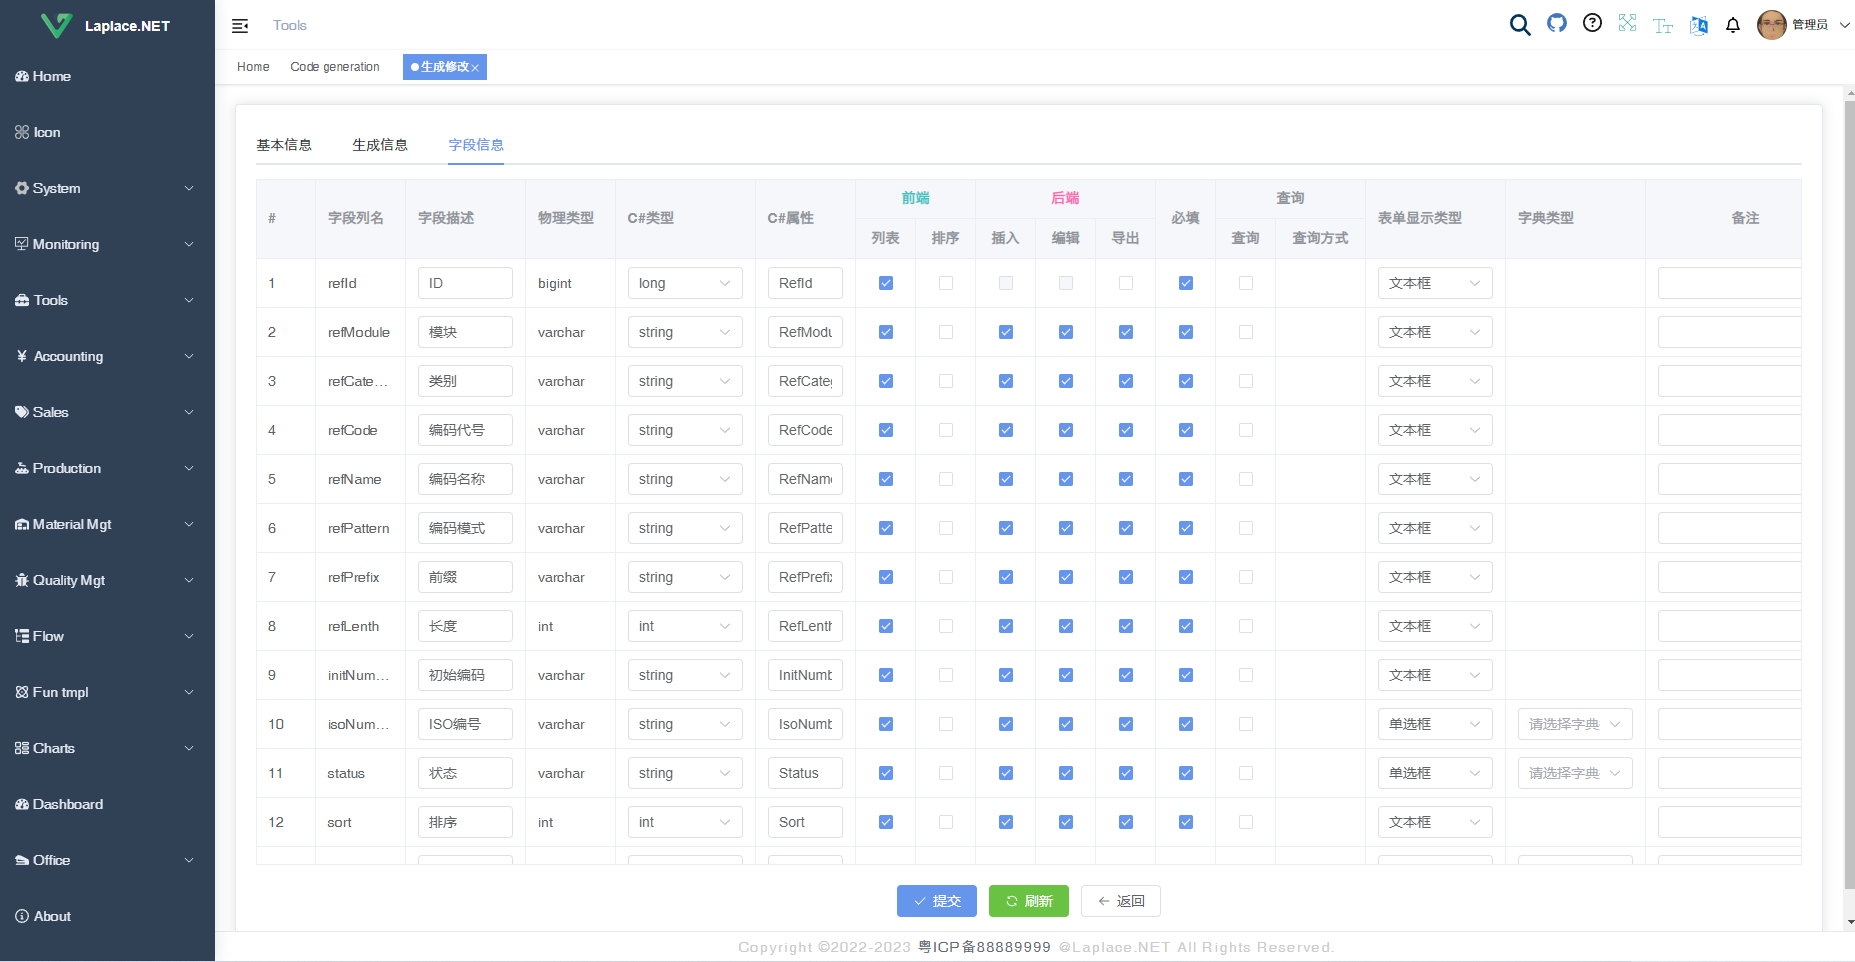 Laplace.NET
Home
Icon
System
Monitoring
Tools
¥ Accounting
Sales
Production
Material Mgt
Quality Mgt
Flow
Fun tmpl
Charts
Dashboard
Office
About
Tools
管理员
Home Code generation 生成修改
基本信息 生成信息 字段信息
# 字段列名 字段描述 物理类型 C#类型 C#属性 前端 后端 必填 查询 表单显示类型 字典类型 备注
列表 排序 插入 编辑 导出 查询 查询方式
1 refId ID bigint long RefId 文本框
2 refModule 模块 varchar string RefModu 文本框
3 refCate... 类别 varchar string RefCate 文本框
4 refCode 编码代号 varchar string RefCode 文本框
5 refName 编码名称 varchar string RefName 文本框
6 refPattern 编码模式 varchar string RefPatte 文本框
7 refPrefix 前缀 varchar string RefPrefix 文本框
8 refLenth 长度 int int RefLenth 文本框
9 initNum... 初始编码 varchar string InitNumb 文本框
10 isoNum... ISO编号 varchar string IsoNumb 单选框 请选择字典
11 status 状态 varchar string Status 单选框 请选择字典
12 sort 排序 int int Sort 文本框
提交 刷新 返回
Copyright ©2022-2023 粤ICP备88889999 @Laplace.NET All Rights Reserved.